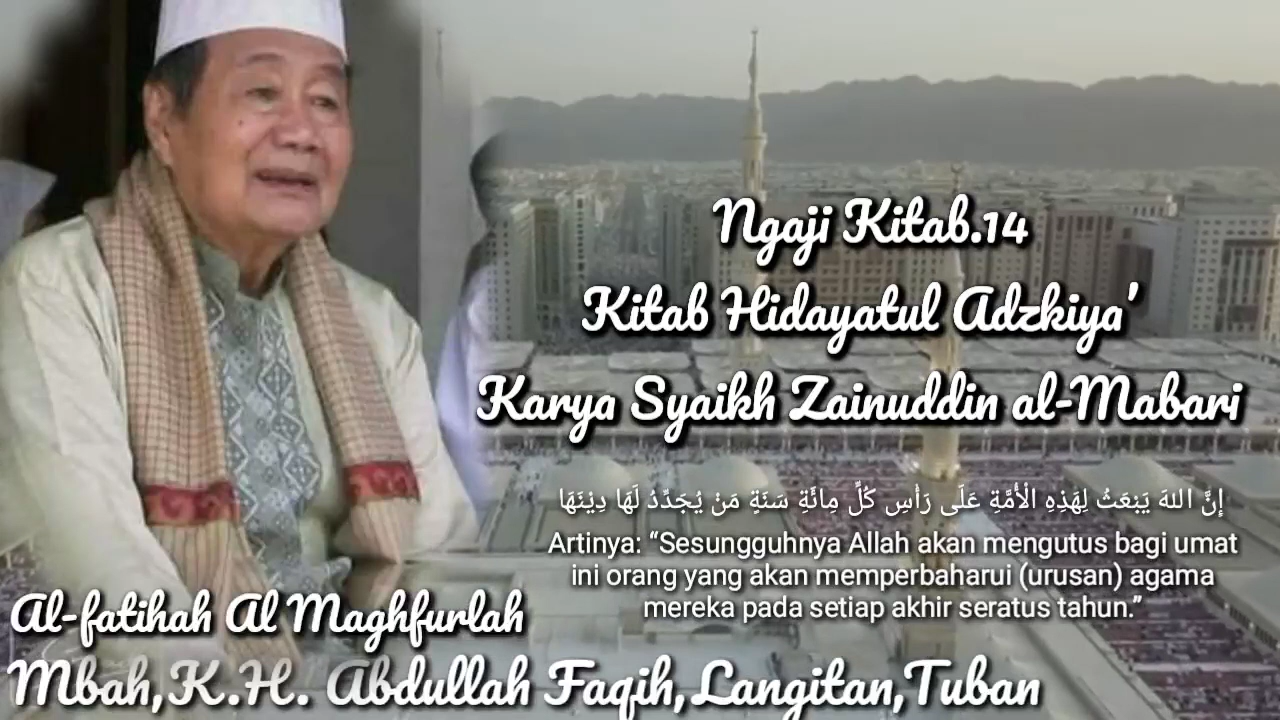 Ngaji Kitab.14
Kitab Hidayatul Adzkiya'
Karya Syaikh Zainuddin al-Mabari
إِنَّ اللهَ يَبْعَثُ لِهَذِهِ الْأُمَّةِ عَلَى رَأْسِ كُلِّ مِائَةِ سَنَةٍ مَنْ يُجَدِّدُ لَهَا دِيْنَهَا
Artinya: “Sesungguhnya Allah akan mengutus bagi umat
ini orang yang akan memperbaharui (urusan) agama
mereka pada setiap akhir seratus tahun.”
Al-fatihah Al Maghfurlah
Mbah,K.H. Abdullah Faqih,Langitan,Tuban